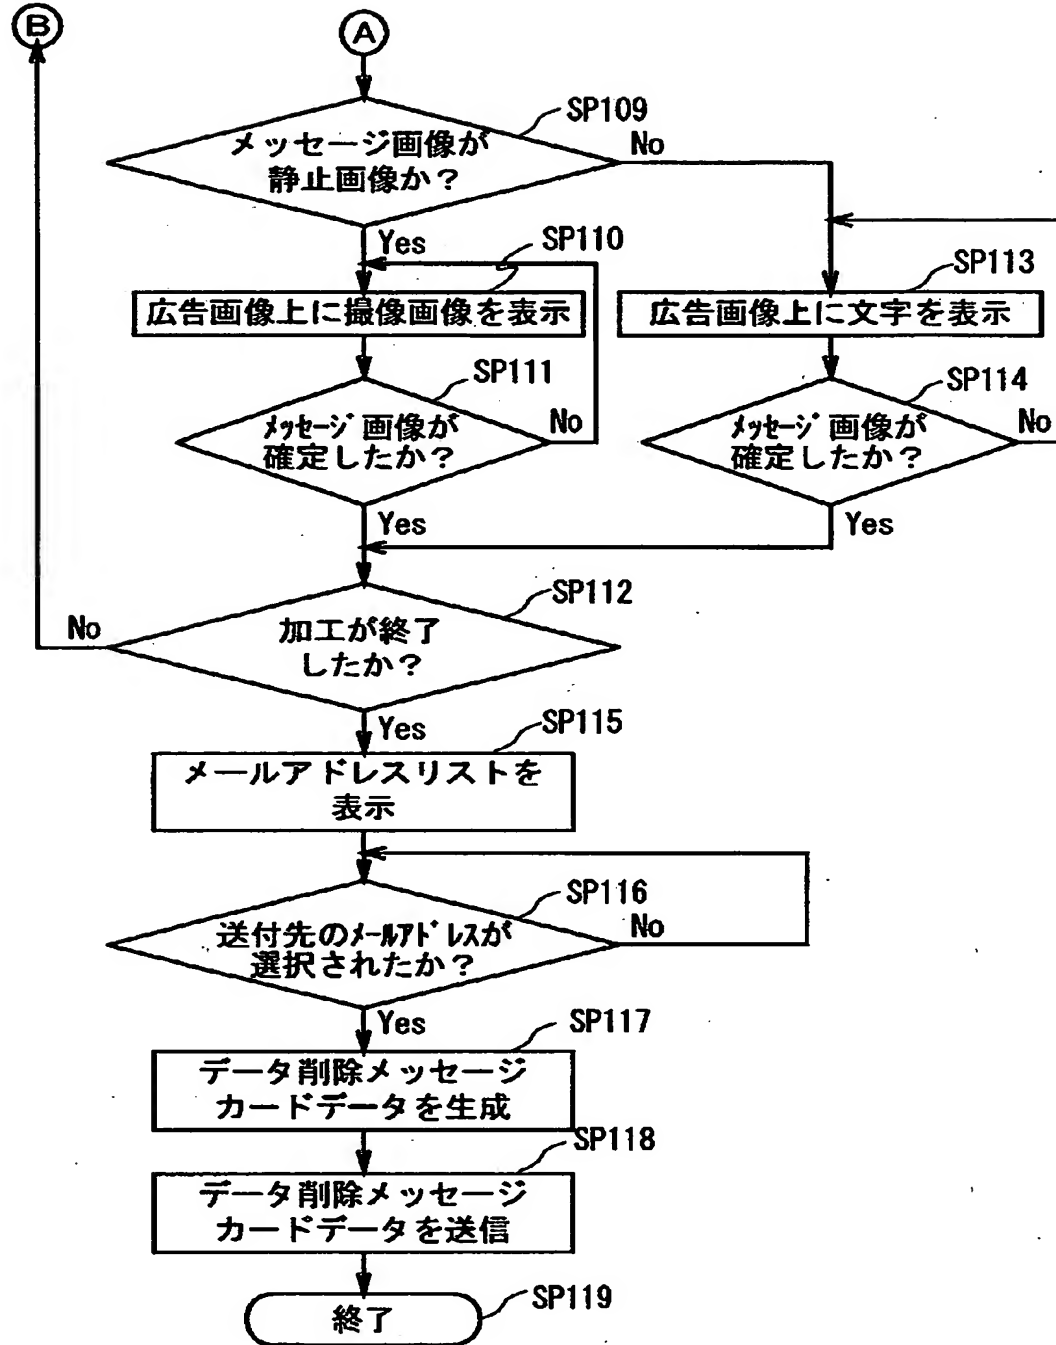 B
A
SP109
メッセージ画像が
静止画像か？
No
Yes
SP110
広告画像上に撮像画像を表示
SP113
広告画像上に文字を表示
SP111
メッセージ画像が
確定したか？
No
SP114
メッセージ画像が
確定したか？
No
Yes
Yes
SP112
加工が終了
したか？
No
Yes
SP115
メールアドレスリストを
表示
SP116
送付先のメールアドレスが
選択されたか？
No
Yes
SP117
データ削除メッセージ
カードデータを生成
SP118
データ削除メッセージ
カードデータを送信
SP119
終了